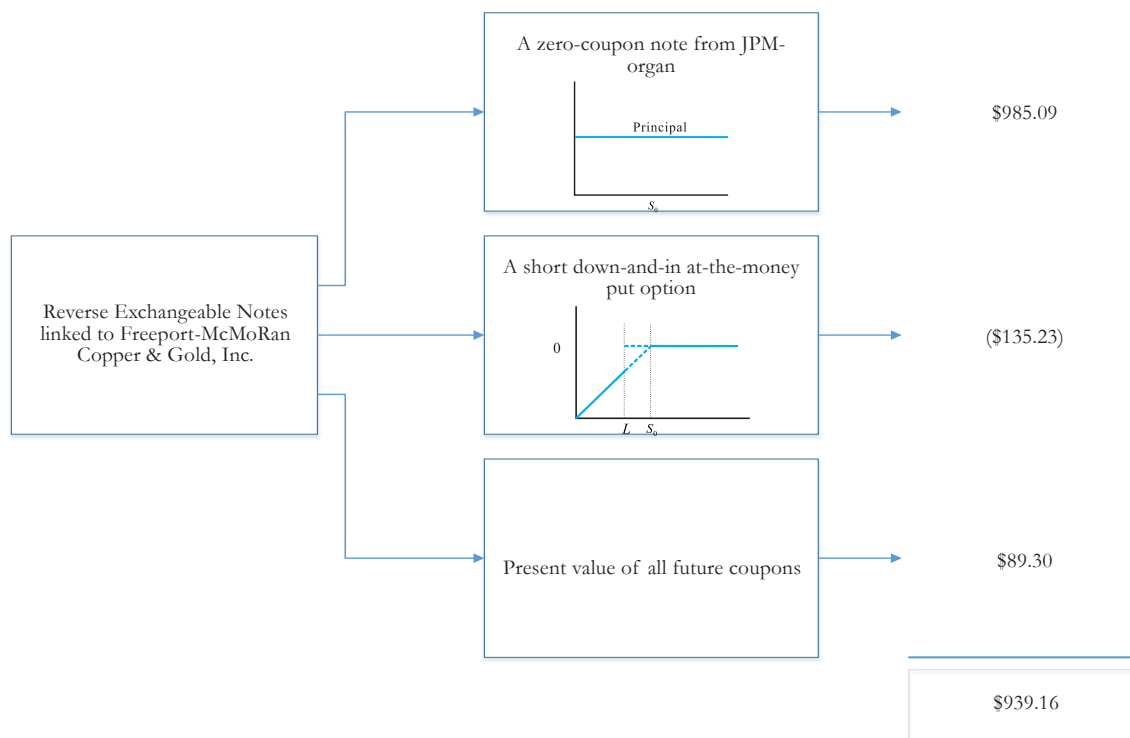 A zero-coupon note from JPM-
organ
Principal
S₀
$985.09
Reverse Exchangeable Notes
linked to Freeport-McMoRan
Copper & Gold, Inc.
A short down-and-in at-the-money
put option
0
L S₀
($135.23)
Present value of all future coupons
$89.30
$939.16